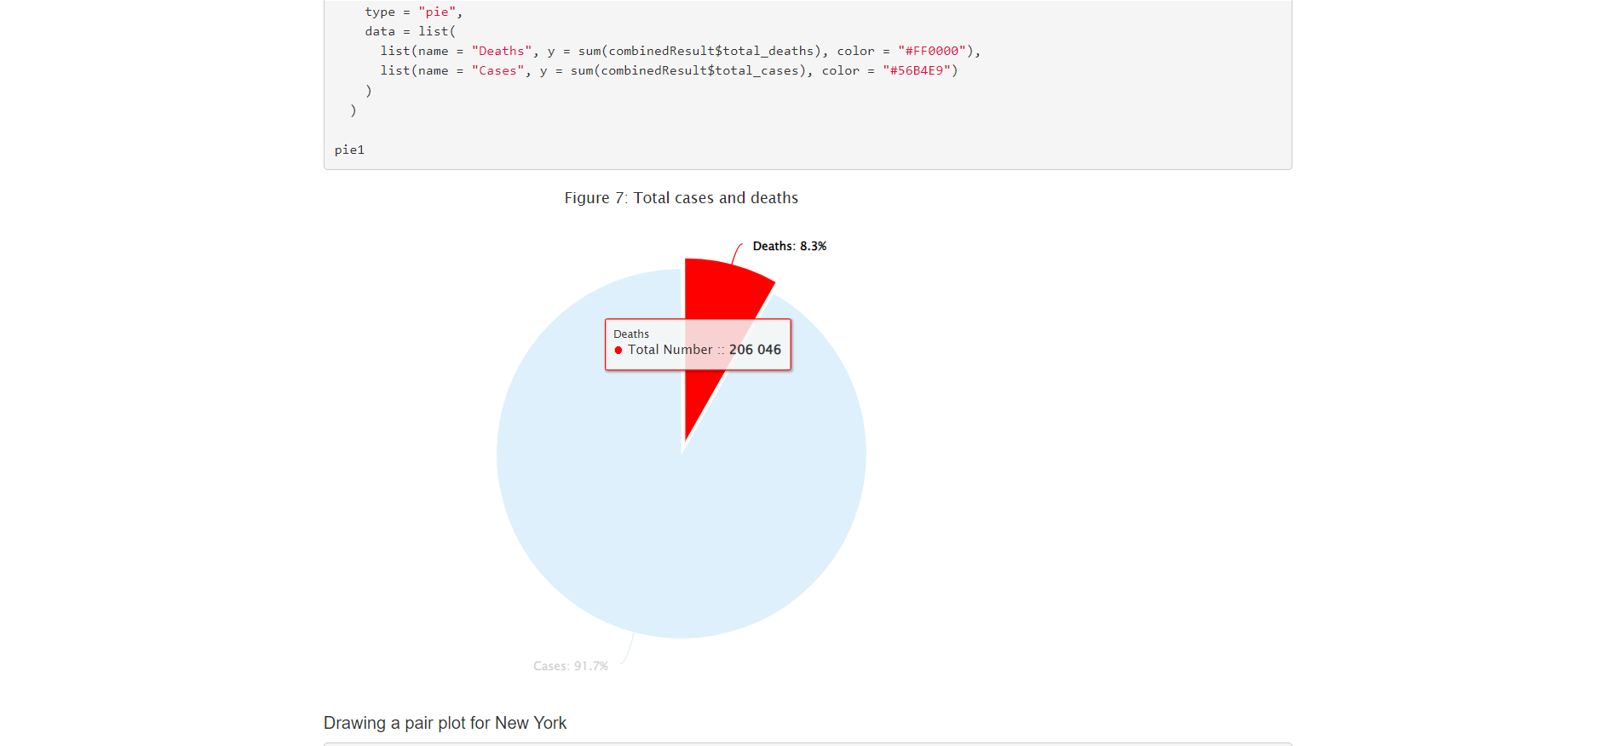 type = "pie",
data = list(
list(name = "Deaths", y = sum(combinedResult$total_deaths), color = "#FF0000"),
list(name = "Cases", y = sum(combinedResult$total_cases), color = "#56B4E9")
)
)
pie1
Figure 7: Total cases and deaths
Deaths: 8.3%
Deaths
Total Number :: 206 046
Cases: 91.7%
Drawing a pair plot for New York